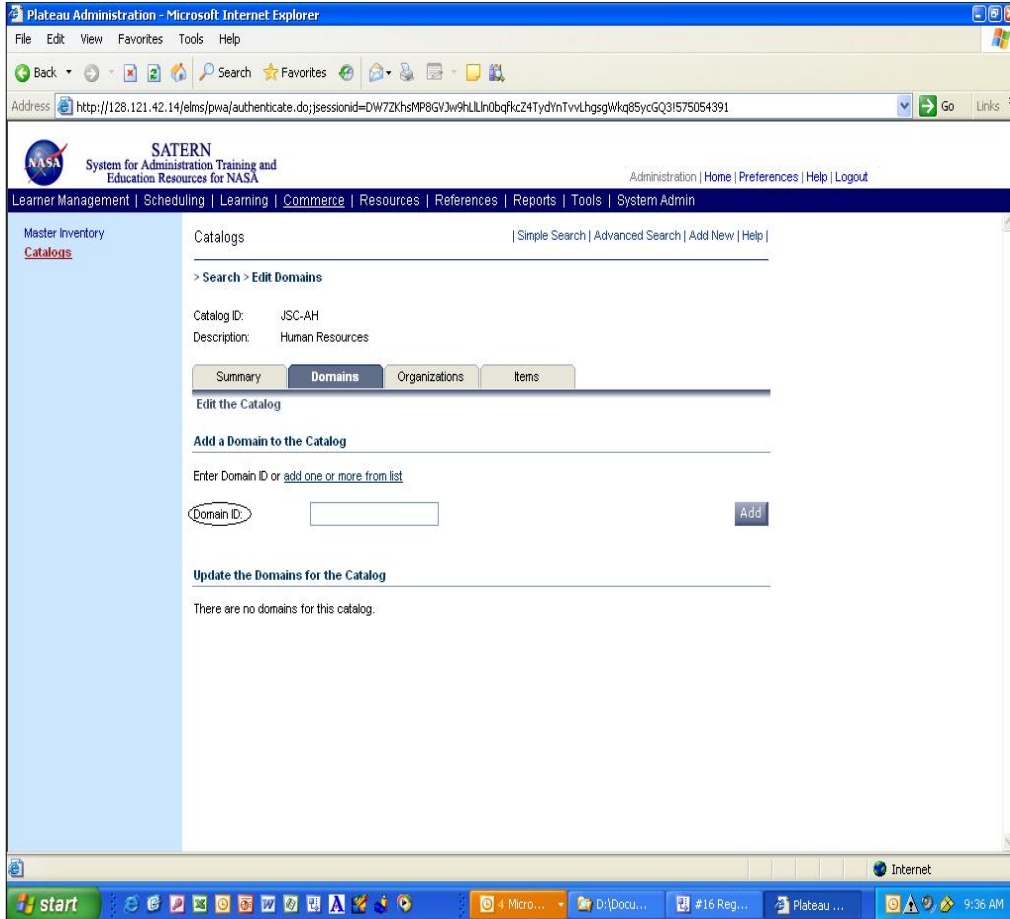 Plateau Administration - Microsoft Internet Explorer
File Edit View Favorites Tools Help
Back Search Favorites
Address http://128.121.42.14/elms/pwa/authenticate.do;jsessionid=DW7ZKhsMP8GVJw9hLlLln0bqfkcZ4TydYnTvvLhgsgWkq85ycGQ3!575054391 Go Links
NASA
SATERN
System for Administration Training and
Education Resources for NASA
Administration | Home | Preferences | Help | Logout
Learner Management | Scheduling | Learning | Commerce | Resources | References | Reports | Tools | System Admin
Master Inventory
Catalogs
Catalogs | Simple Search | Advanced Search | Add New | Help |
> Search > Edit Domains
Catalog ID: JSC-AH
Description: Human Resources
Summary Domains Organizations Items
Edit the Catalog
Add a Domain to the Catalog
Enter Domain ID or add one or more from list
Domain ID: Add
Update the Domains for the Catalog
There are no domains for this catalog.
Internet
start 4 Micro... D:\Docu... #16 Reg... Plateau ... 9:36 AM